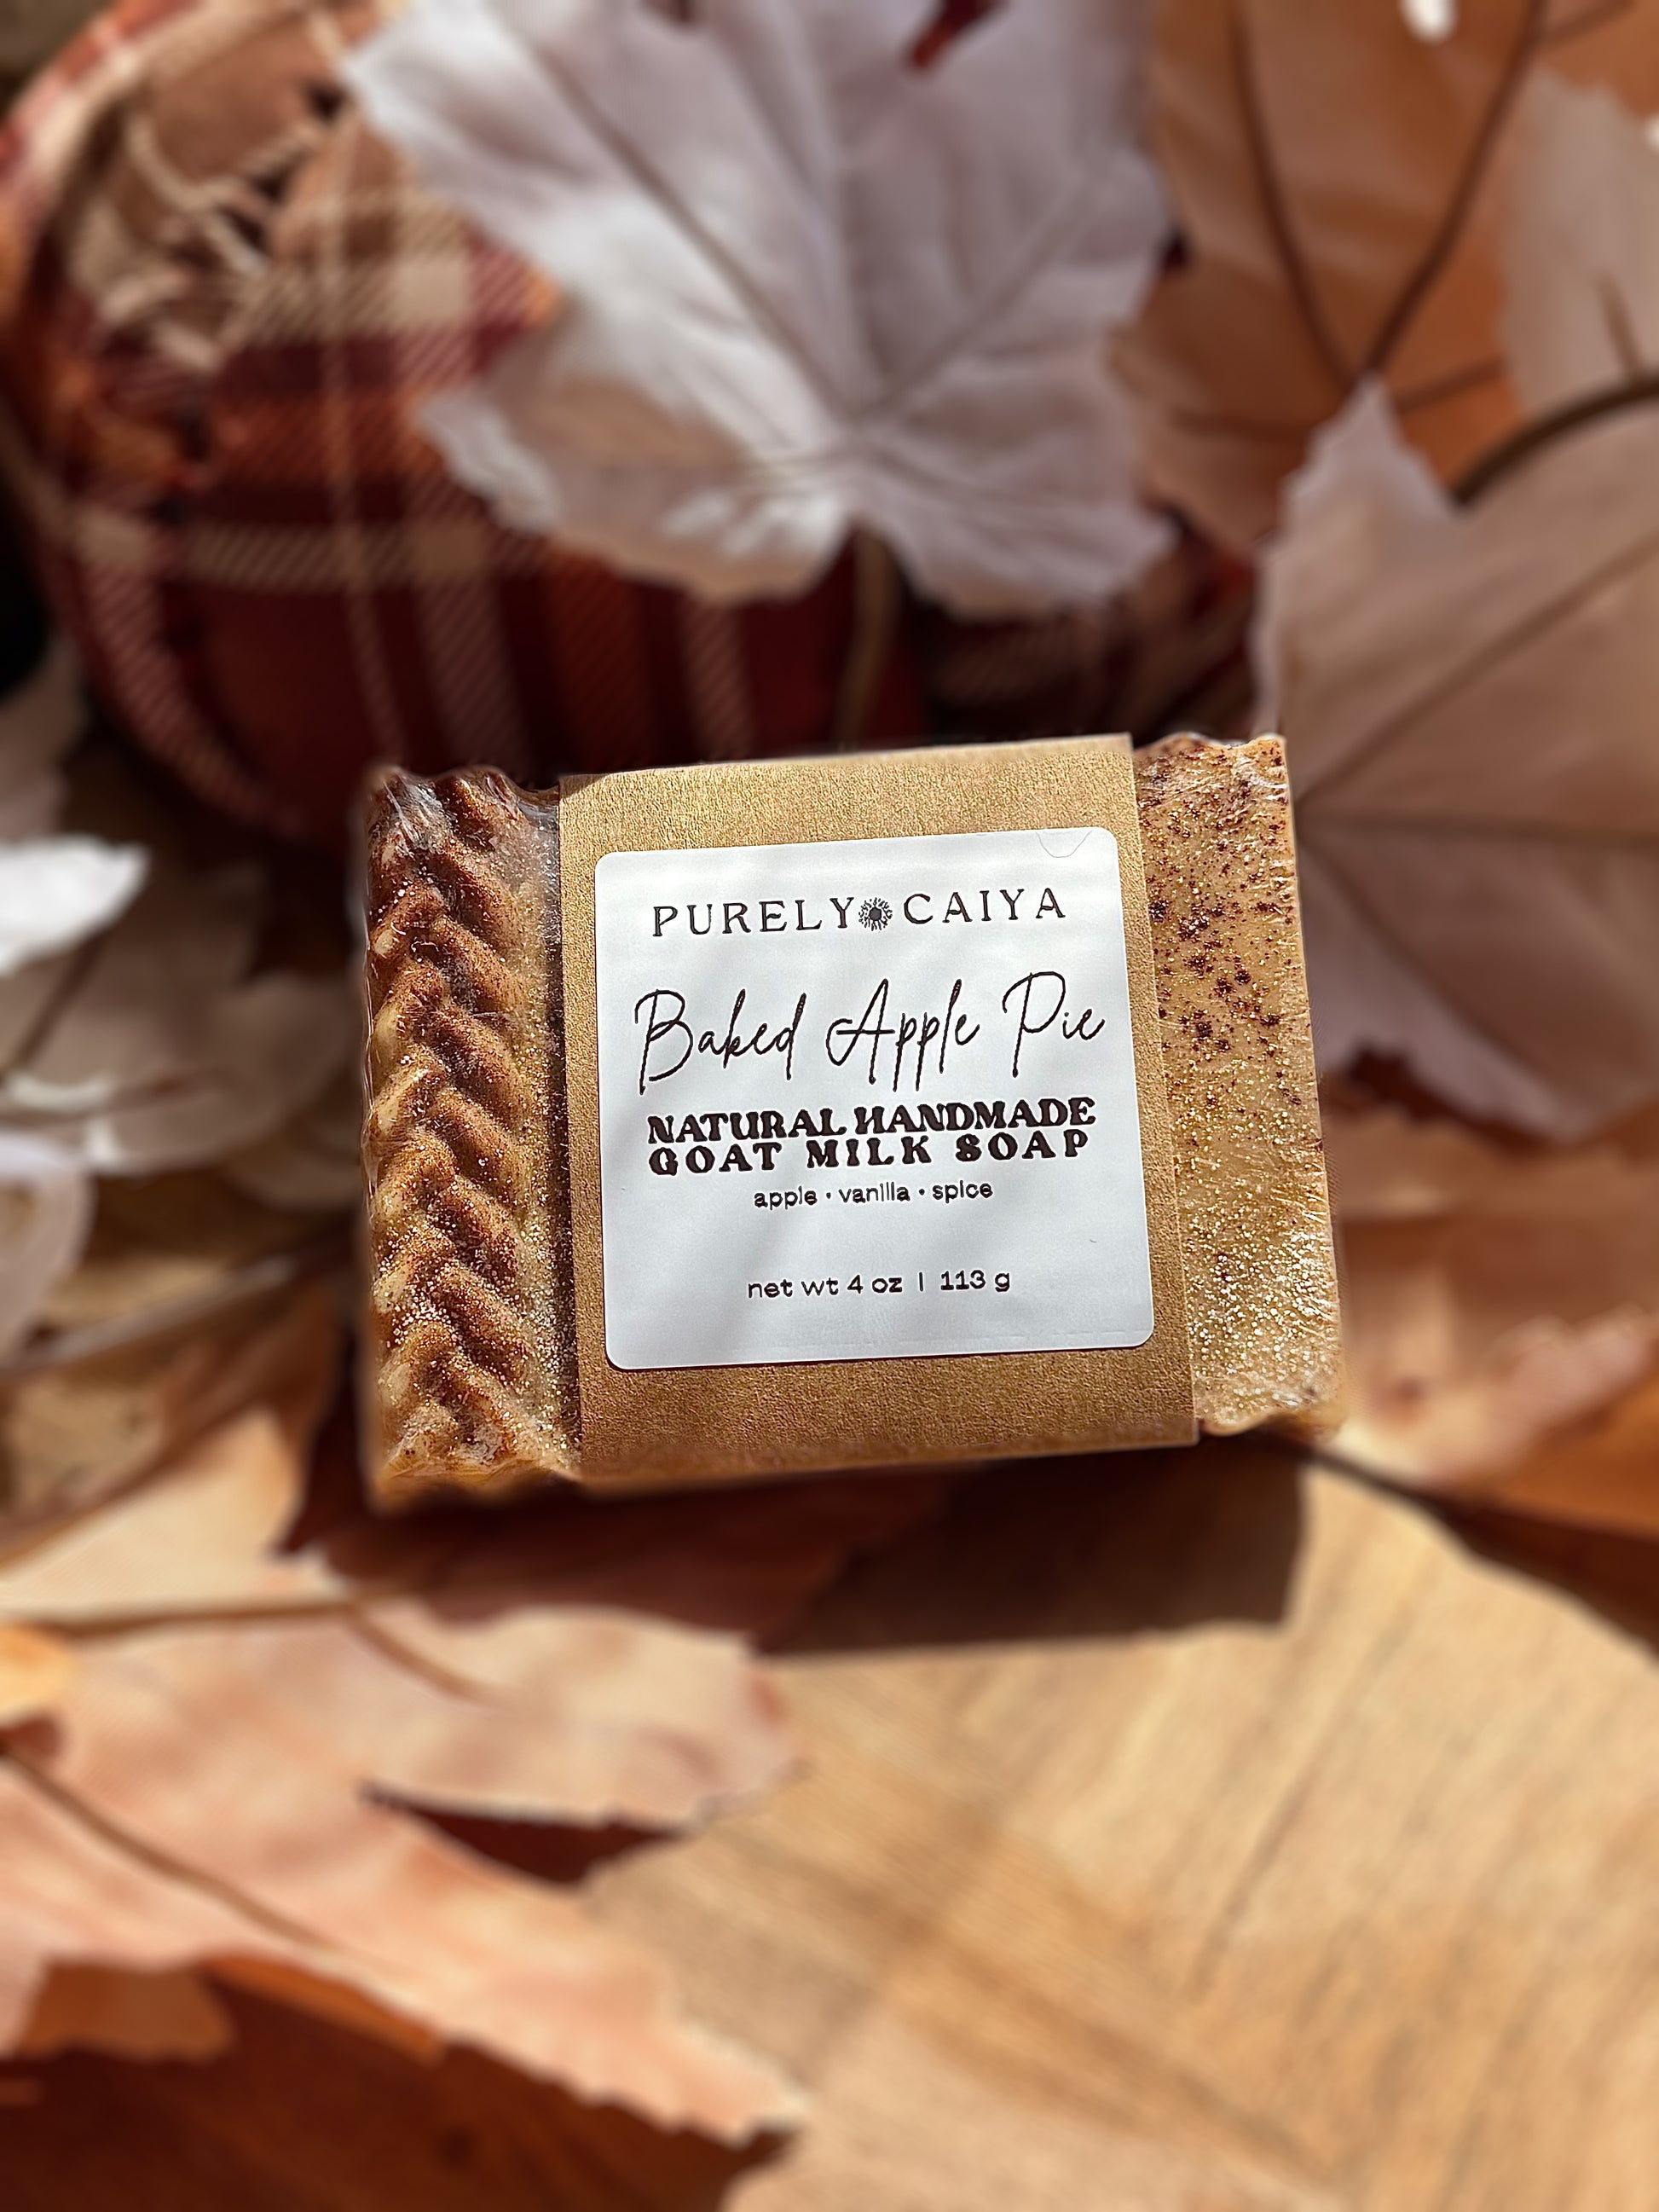 PURELY CAIYA
Baked Apple Pie
NATURAL HANDMADE
GOAT MILK SOAP
apple • vanilla • spice
net wt 4 oz | 113 g